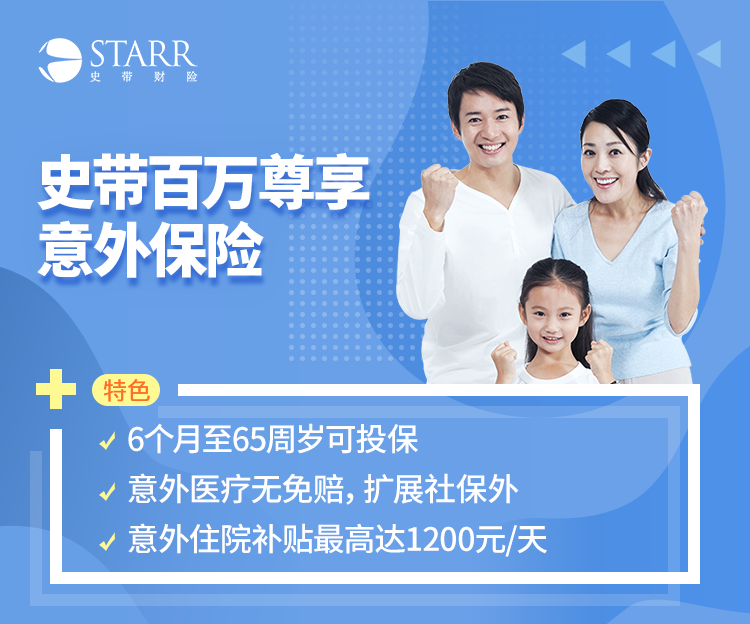 STARR
史带财险
史带百万尊享
意外保险
特色
6个月至65周岁可投保
意外医疗无免赔，扩展社保外
意外住院补贴最高达1200元/天